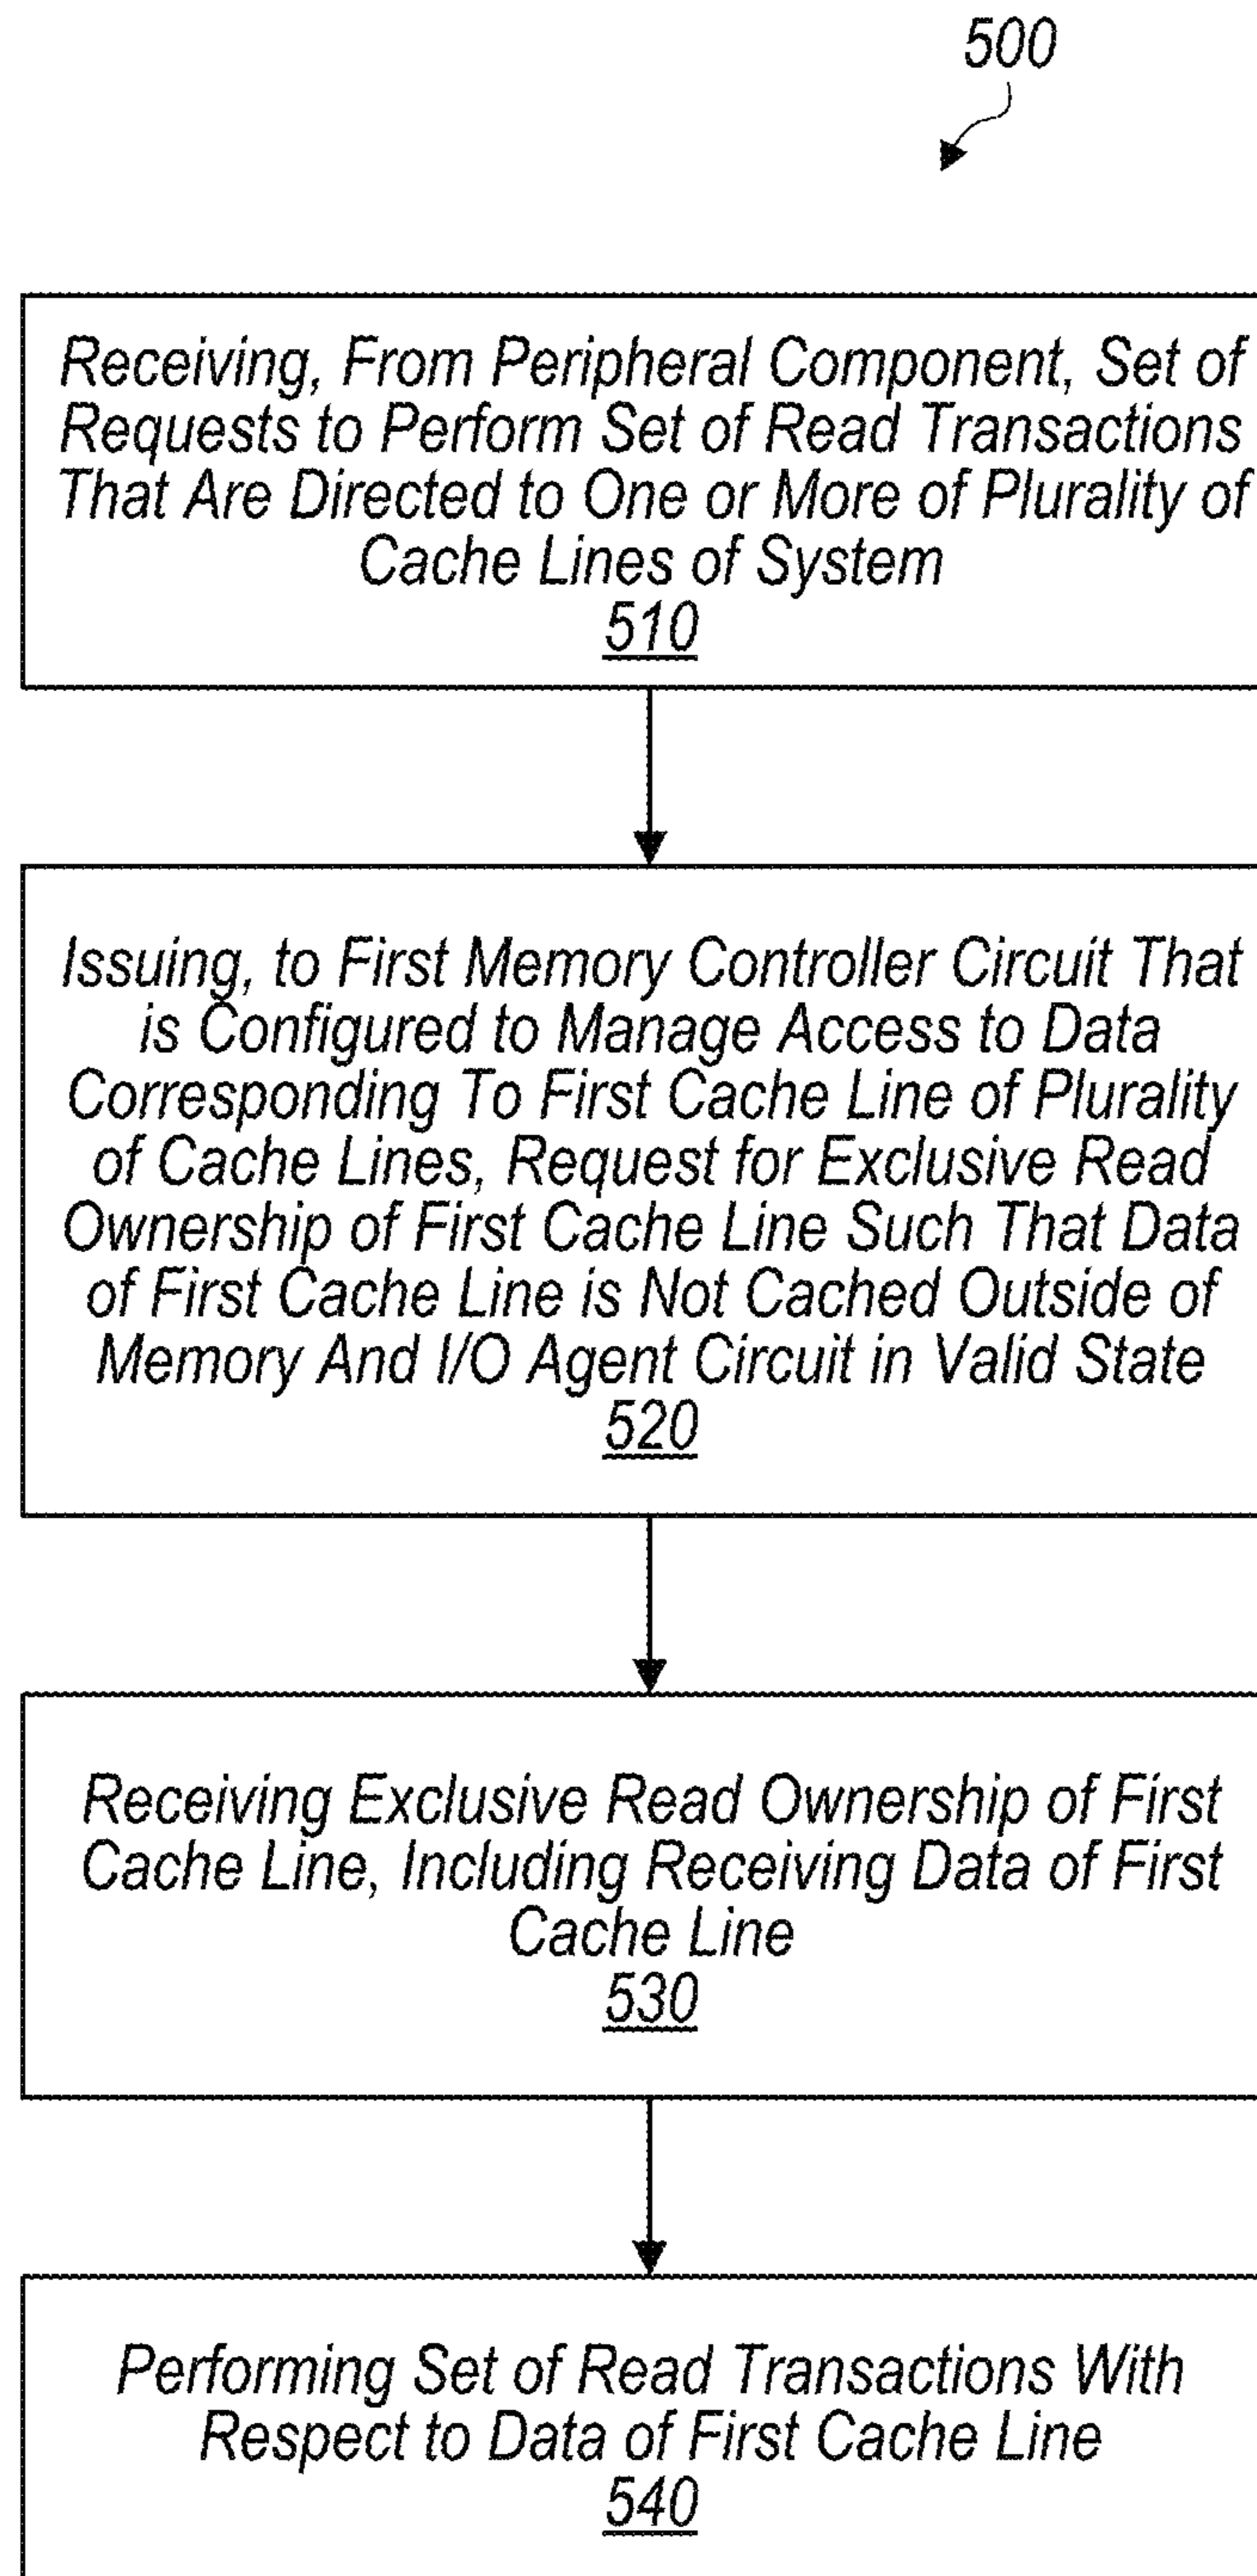 500
Receiving, From Peripheral Component, Set of
Requests to Perform Set of Read Transactions
That Are Directed to One or More of Plurality of
Cache Lines of System
510
Issuing, to First Memory Controller Circuit That
is Configured to Manage Access to Data
Corresponding To First Cache Line of Plurality
of Cache Lines, Request for Exclusive Read
Ownership of First Cache Line Such That Data
of First Cache Line is Not Cached Outside of
Memory And I/O Agent Circuit in Valid State
520
Receiving Exclusive Read Ownership of First
Cache Line, Including Receiving Data of First
Cache Line
530
Performing Set of Read Transactions With
Respect to Data of First Cache Line
540